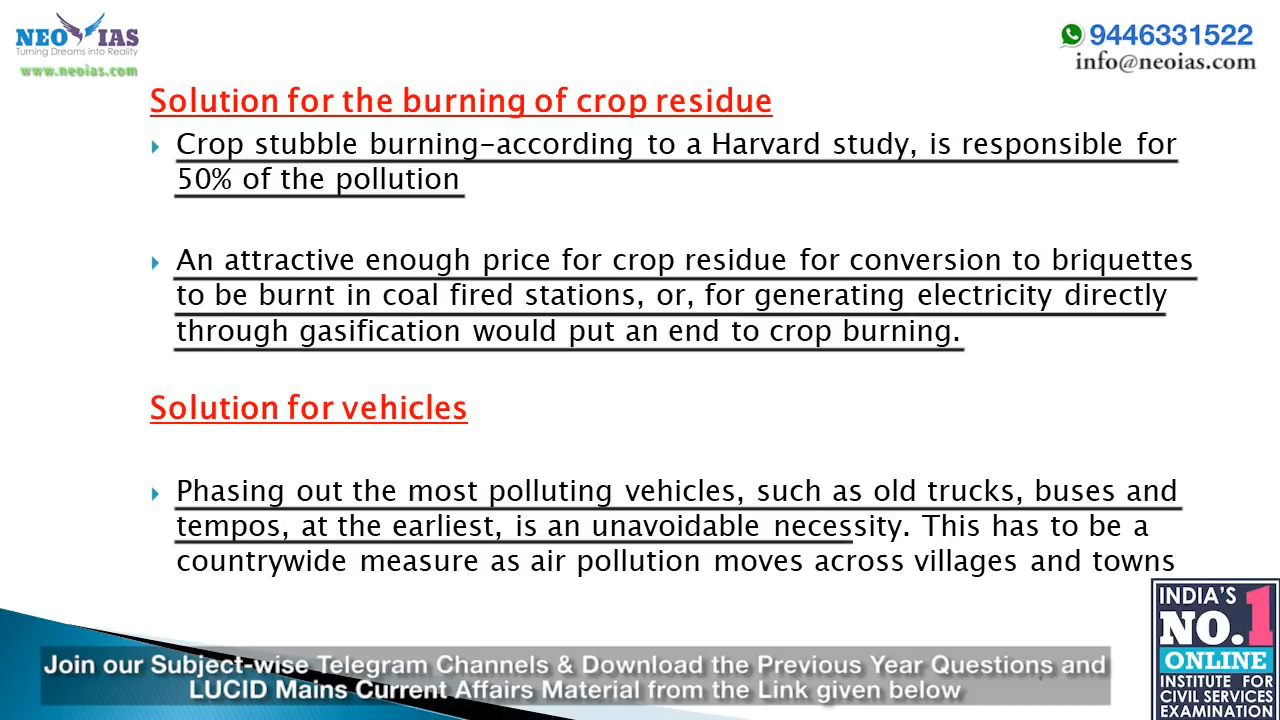 NEO IAS
Turning Dreams into Reality
www.neoias.com
9446331522
info@neoias.com
Solution for the burning of crop residue
Crop stubble burning-according to a Harvard study, is responsible for
50% of the pollution
An attractive enough price for crop residue for conversion to briquettes
to be burnt in coal fired stations, or, for generating electricity directly
through gasification would put an end to crop burning.
Solution for vehicles
Phasing out the most polluting vehicles, such as old trucks, buses and
tempos, at the earliest, is an unavoidable necessity. This has to be a
countrywide measure as air pollution moves across villages and towns
INDIA'S
NO.1
ONLINE
INSTITUTE FOR
CIVIL SERVICES
EXAMINATION
Join our Subject-wise Telegram Channels & Download the Previous Year Questions and
LUCID Mains Current Affairs Material from the Link given below